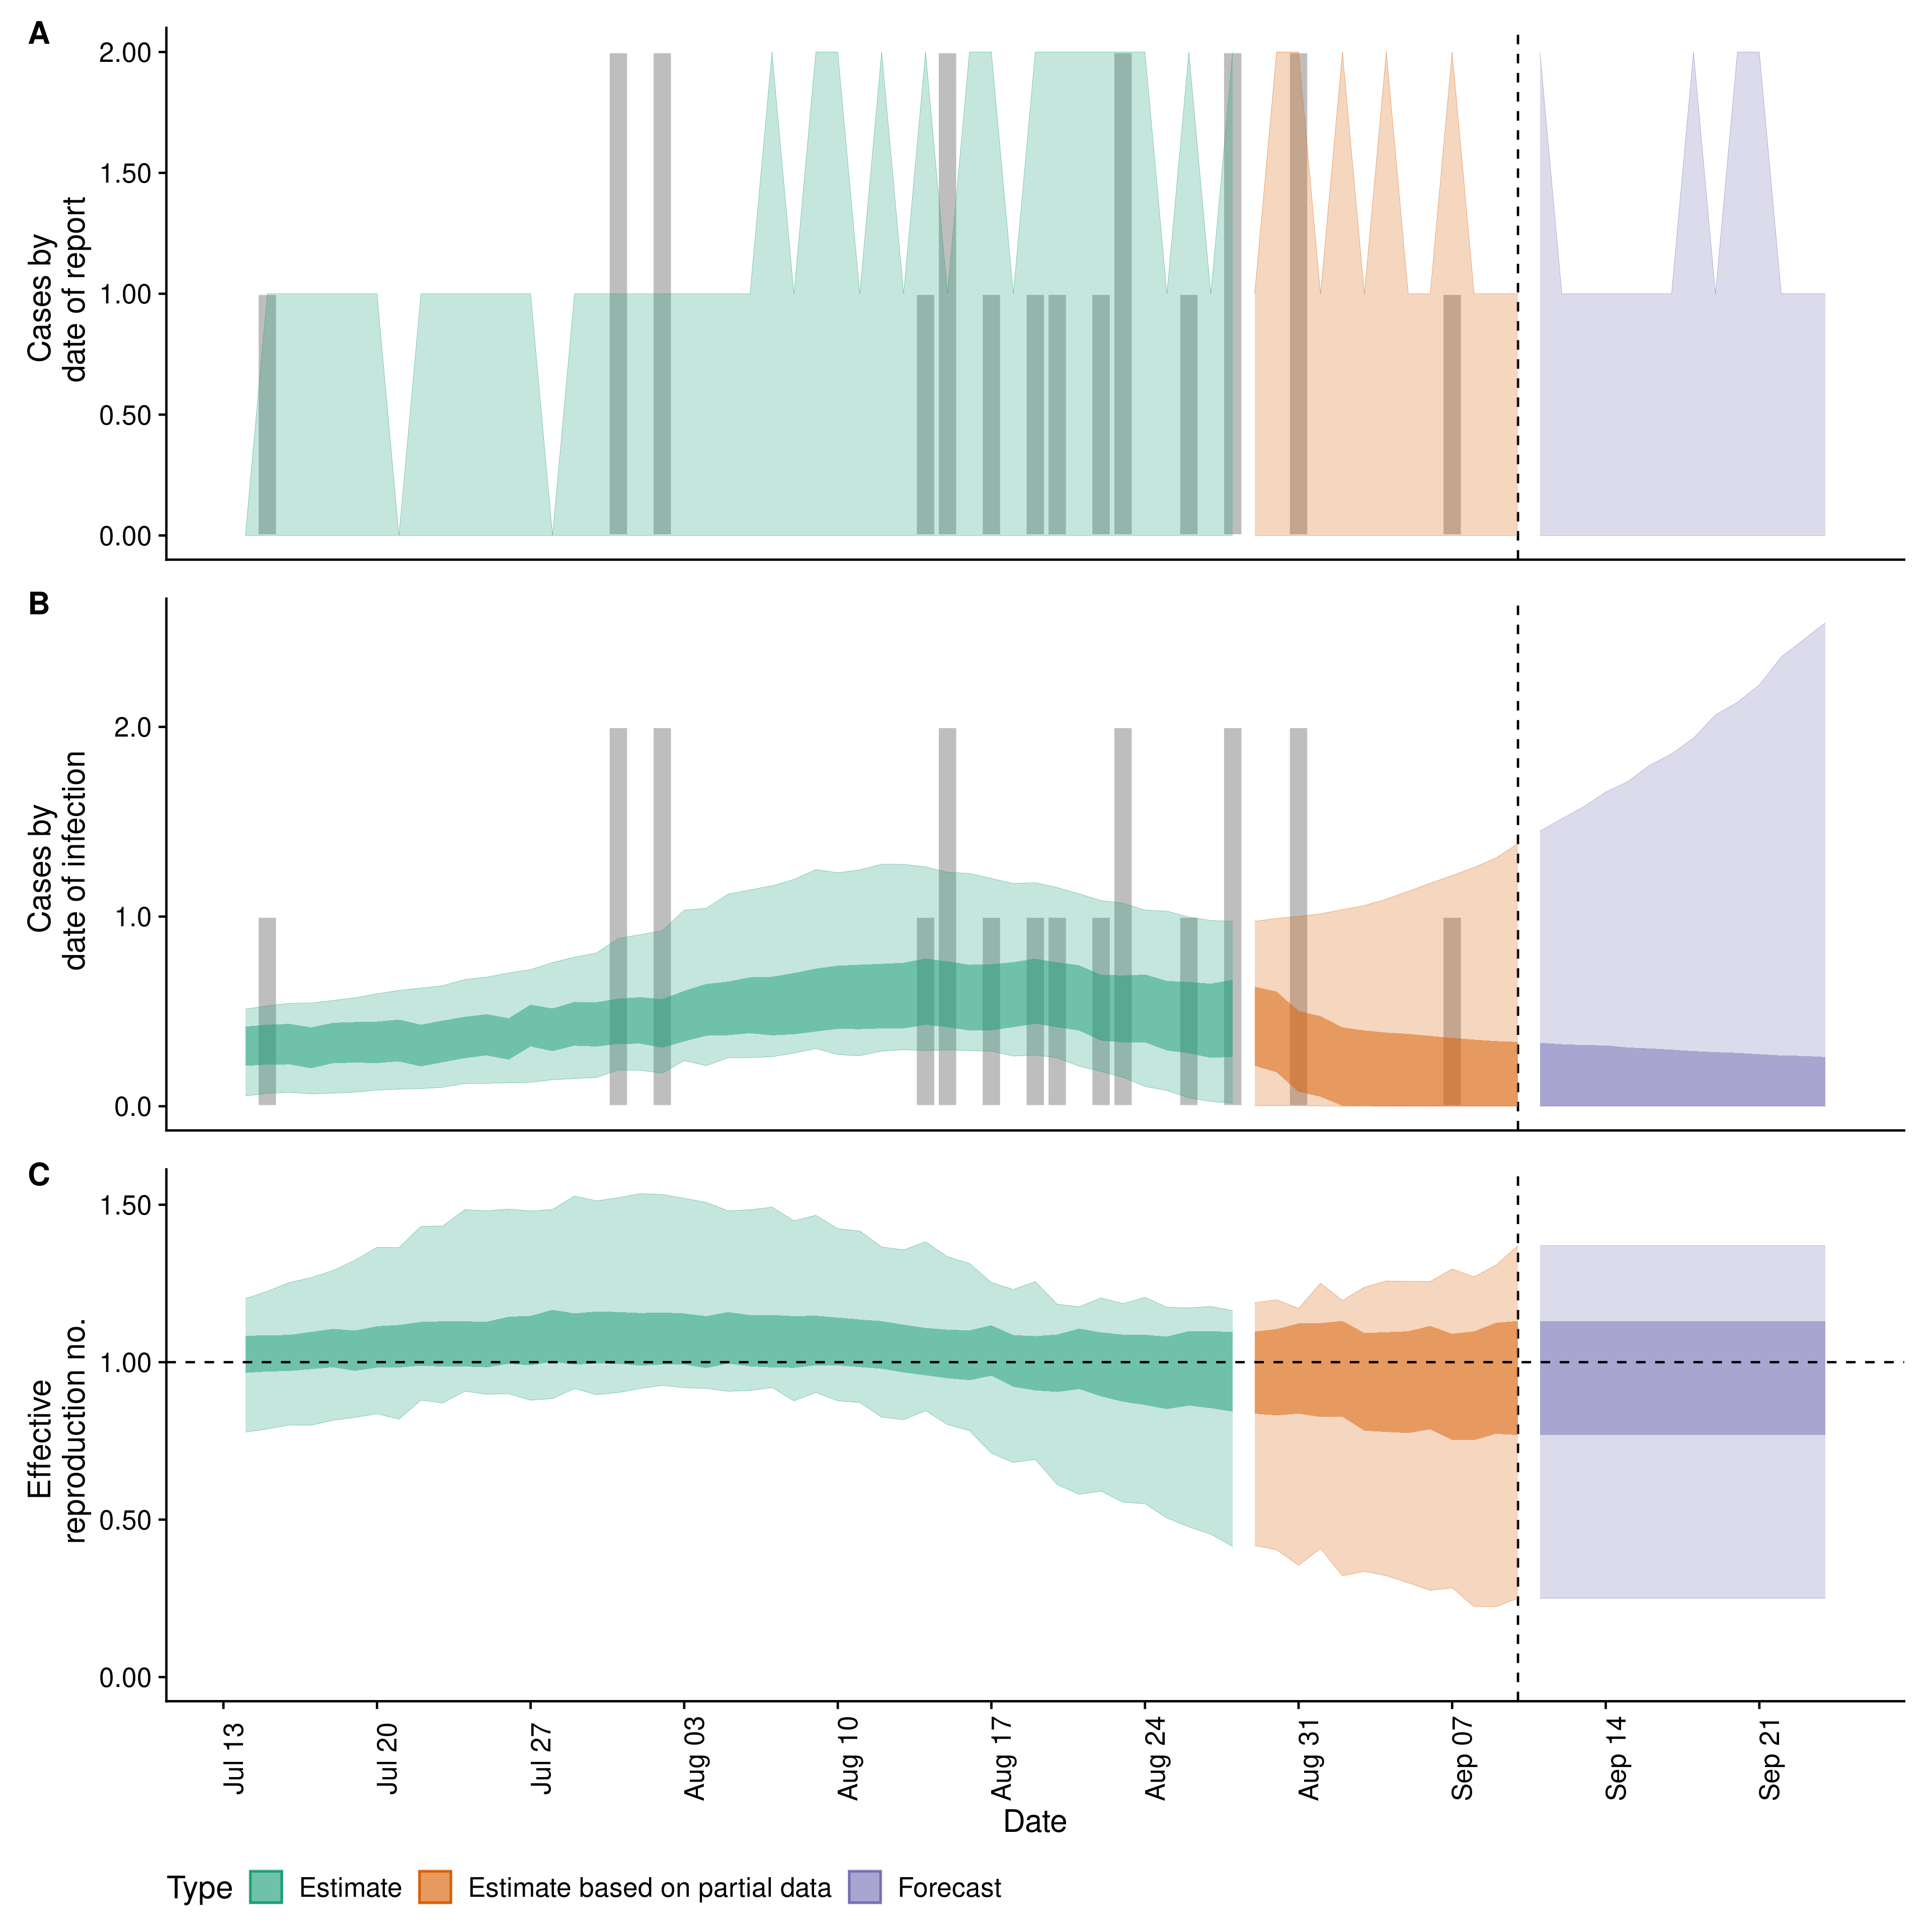 A
2.00
1.50
1.00
0.50
0.00
Cases by
date of report
B
2.0
1.0
0.0
Cases by
date of infection
C
1.50
1.00
0.50
0.00
Effective
reproduction no.
Jul 13
Jul 20
Jul 27
Aug 03
Aug 10
Aug 17
Aug 24
Aug 31
Sep 07
Sep 14
Sep 21
Date
Type Estimate Estimate based on partial data Forecast